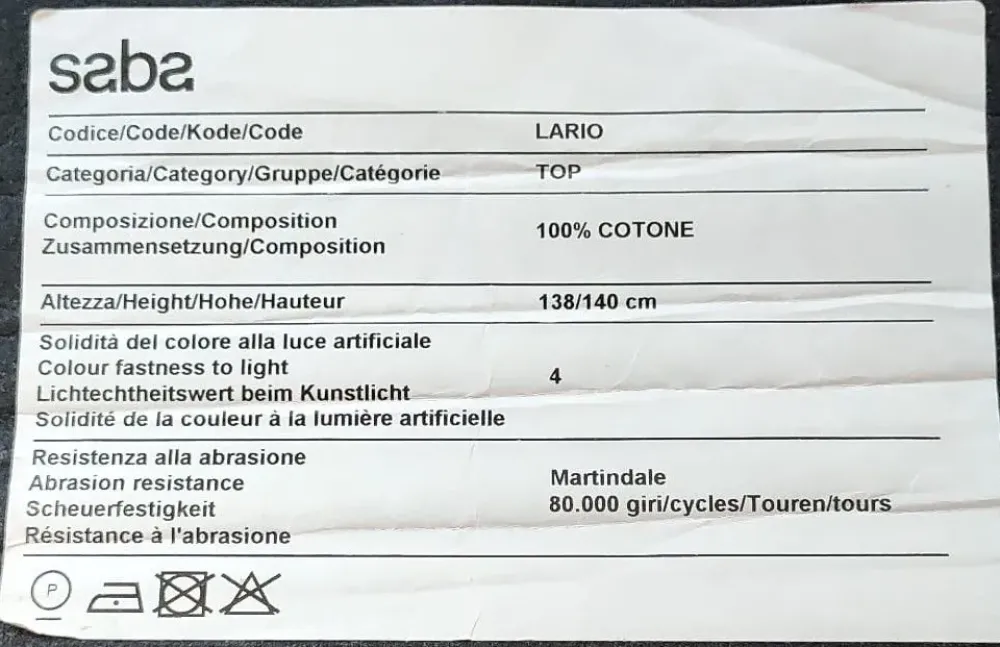 saba
Codice/Code/Kode/Code LARIO
Categoria/Category/Gruppe/Catégorie TOP
Composizione/Composition
Zusammensetzung/Composition
100% COTONE
Altezza/Height/Hohe/Hauteur 138/140 cm
Solidità del colore alla luce artificiale
Colour fastness to light
Lichtechtheitswert beim Kunstlicht
Solidité de la couleur à la lumière artificielle
4
Resistenza alla abrasione
Abrasion resistance
Scheuerfestigkeit
Résistance à l'abrasione
Martindale
80.000 giri/cycles/Touren/tours
P